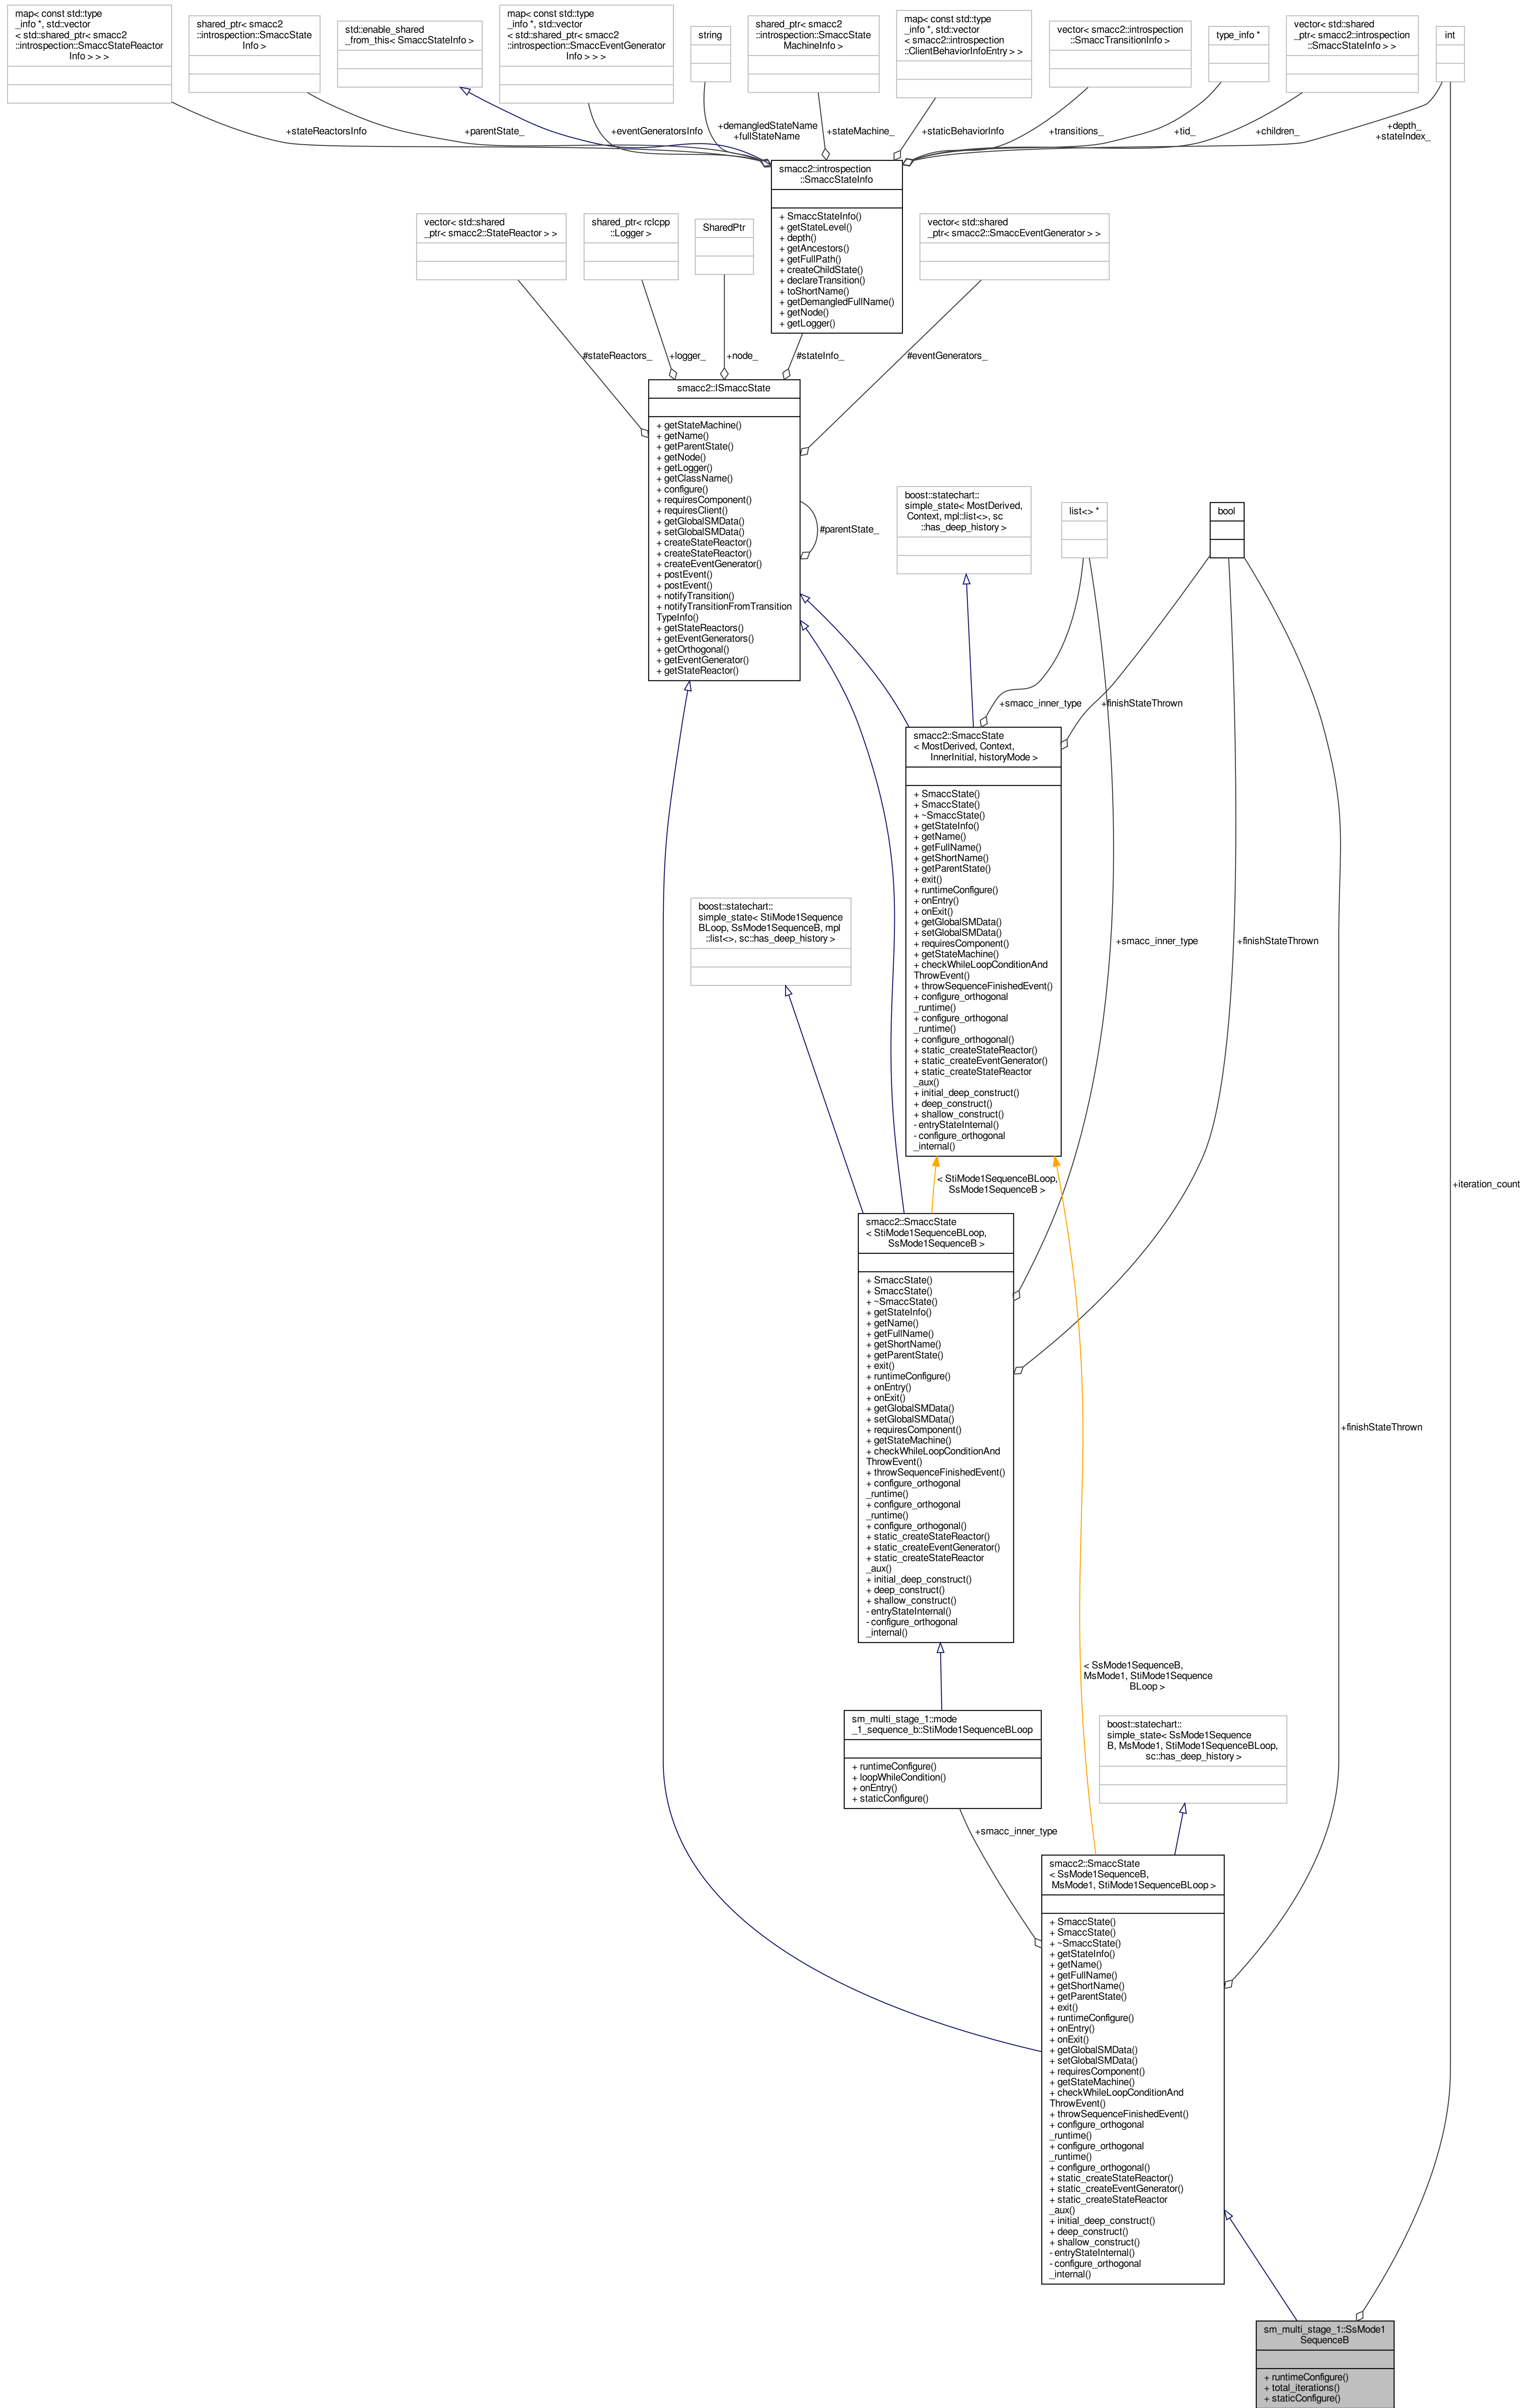 map< const std::type
_info *, std::vector
< std::shared_ptr< smacc2
::introspection::SmaccStateReactor
Info > > >
shared_ptr< smacc2
::introspection::SmaccState
Info >
std::enable_shared
_from_this< SmaccStateInfo >
map< const std::type
_info *, std::vector
< std::shared_ptr< smacc2
::introspection::SmaccEventGenerator
Info > > >
string
shared_ptr< smacc2
::introspection::SmaccState
MachineInfo >
map< const std::type
_info *, std::vector
< smacc2::introspection
::ClientBehaviorInfoEntry > >
vector< smacc2::introspection
::SmaccTransitionInfo >
type_info *
vector< std::shared
_ptr< smacc2::introspection
::SmaccStateInfo > >
int
+stateReactorsInfo
+parentState_
+eventGeneratorsInfo
+demangledStateName
+fullStateName
+stateMachine_
+staticBehaviorInfo
+transitions_
+tid_
+children_
+depth_
+stateIndex_
smacc2::introspection
::SmaccStateInfo
+ SmaccStateInfo()
+ getStateLevel()
+ depth()
+ getAncestors()
+ getFullPath()
+ createChildState()
+ declareTransition()
+ toShortName()
+ getDemangledFullName()
+ getNode()
+ getLogger()
vector< std::shared
_ptr< smacc2::StateReactor > >
shared_ptr< rclcpp
::Logger >
SharedPtr
vector< std::shared
_ptr< smacc2::SmaccEventGenerator > >
#stateReactors_
+logger_
+node_
#stateInfo_
#eventGenerators_
smacc2::ISmaccState
+ getStateMachine()
+ getName()
+ getParentState()
+ getNode()
+ getLogger()
+ getClassName()
+ configure()
+ requiresComponent()
+ requiresClient()
+ getGlobalSMData()
+ setGlobalSMData()
+ createStateReactor()
+ createStateReactor()
+ createEventGenerator()
+ postEvent()
+ postEvent()
+ notifyTransition()
+ notifyTransitionFromTransition
TypeInfo()
+ getStateReactors()
+ getEventGenerators()
+ getOrthogonal()
+ getEventGenerator()
+ getStateReactor()
#parentState_
boost::statechart::
simple_state< MostDerived,
Context, mpl::list<>, sc
::has_deep_history >
list<> *
bool
+smacc_inner_type
+finishStateThrown
smacc2::SmaccState
< MostDerived, Context,
InnerInitial, historyMode >
+ SmaccState()
+ SmaccState()
+ ~SmaccState()
+ getStateInfo()
+ getName()
+ getFullName()
+ getShortName()
+ getParentState()
+ exit()
+ runtimeConfigure()
+ onEntry()
+ onExit()
+ getGlobalSMData()
+ setGlobalSMData()
+ requiresComponent()
+ getStateMachine()
+ checkWhileLoopConditionAnd
ThrowEvent()
+ throwSequenceFinishedEvent()
+ configure_orthogonal
_runtime()
+ configure_orthogonal
_runtime()
+ configure_orthogonal()
+ static_createStateReactor()
+ static_createEventGenerator()
+ static_createStateReactor
_aux()
+ initial_deep_construct()
+ deep_construct()
+ shallow_construct()
- entryStateInternal()
- configure_orthogonal
_internal()
boost::statechart::
simple_state< StiMode1Sequence
BLoop, SsMode1SequenceB, mpl
::list<>, sc::has_deep_history >
+smacc_inner_type
+finishStateThrown
< StiMode1SequenceBLoop,
SsMode1SequenceB >
+iteration_count
smacc2::SmaccState
< StiMode1SequenceBLoop,
SsMode1SequenceB >
+ SmaccState()
+ SmaccState()
+ ~SmaccState()
+ getStateInfo()
+ getName()
+ getFullName()
+ getShortName()
+ getParentState()
+ exit()
+ runtimeConfigure()
+ onEntry()
+ onExit()
+ getGlobalSMData()
+ setGlobalSMData()
+ requiresComponent()
+ getStateMachine()
+ checkWhileLoopConditionAnd
ThrowEvent()
+ throwSequenceFinishedEvent()
+ configure_orthogonal
_runtime()
+ configure_orthogonal
_runtime()
+ configure_orthogonal()
+ static_createStateReactor()
+ static_createEventGenerator()
+ static_createStateReactor
_aux()
+ initial_deep_construct()
+ deep_construct()
+ shallow_construct()
- entryStateInternal()
- configure_orthogonal
_internal()
+finishStateThrown
< SsMode1SequenceB,
MsMode1, StiMode1Sequence
BLoop >
sm_multi_stage_1::mode
_1_sequence_b::StiMode1SequenceBLoop
+ runtimeConfigure()
+ loopWhileCondition()
+ onEntry()
+ staticConfigure()
boost::statechart::
simple_state< SsMode1Sequence
B, MsMode1, StiMode1SequenceBLoop,
sc::has_deep_history >
+smacc_inner_type
smacc2::SmaccState
< SsMode1SequenceB,
MsMode1, StiMode1SequenceBLoop >
+ SmaccState()
+ SmaccState()
+ ~SmaccState()
+ getStateInfo()
+ getName()
+ getFullName()
+ getShortName()
+ getParentState()
+ exit()
+ runtimeConfigure()
+ onEntry()
+ onExit()
+ getGlobalSMData()
+ setGlobalSMData()
+ requiresComponent()
+ getStateMachine()
+ checkWhileLoopConditionAnd
ThrowEvent()
+ throwSequenceFinishedEvent()
+ configure_orthogonal
_runtime()
+ configure_orthogonal
_runtime()
+ configure_orthogonal()
+ static_createStateReactor()
+ static_createEventGenerator()
+ static_createStateReactor
_aux()
+ initial_deep_construct()
+ deep_construct()
+ shallow_construct()
- entryStateInternal()
- configure_orthogonal
_internal()
sm_multi_stage_1::SsMode1
SequenceB
+ runtimeConfigure()
+ total_iterations()
+ staticConfigure()